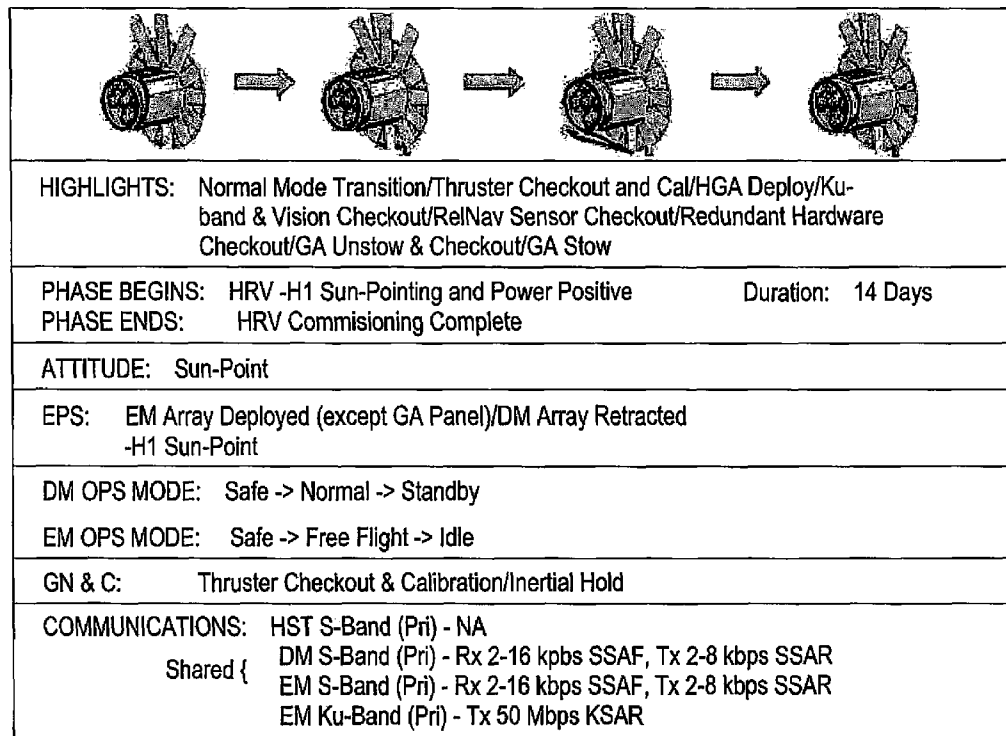 HIGHLIGHTS: Normal Mode Transition/Thruster Checkout and Cal/HGA Deploy/Ku-
band & Vision Checkout/RelNav Sensor Checkout/Redundant Hardware
Checkout/GA Unstow & Checkout/GA Stow
PHASE BEGINS: HRV -H1 Sun-Pointing and Power Positive Duration: 14 Days
PHASE ENDS: HRV Commisioning Complete
ATTITUDE: Sun-Point
EPS: EM Array Deployed (except GA Panel)/DM Array Retracted
-H1 Sun-Point
DM OPS MODE: Safe -> Normal -> Standby
EM OPS MODE: Safe -> Free Flight -> Idle
GN & C: Thruster Checkout & Calibration/Inertial Hold
COMMUNICATIONS: HST S-Band (Pri) - NA
Shared { DM S-Band (Pri) - Rx 2-16 kpbs SSAF, Tx 2-8 kbps SSAR
EM S-Band (Pri) - Rx 2-16 kbps SSAF, Tx 2-8 kbps SSAR
EM Ku-Band (Pri) - Tx 50 Mbps KSAR